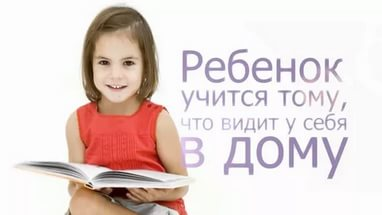 Ребенок
учится тому,
что видит у себя
в дому